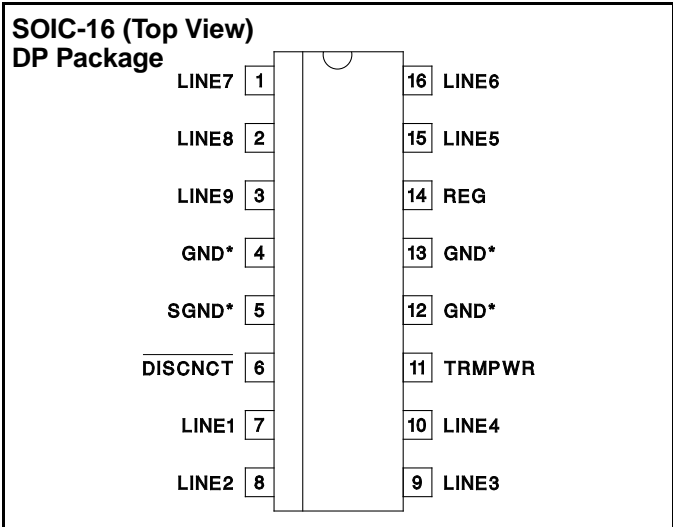 SOIC-16 (Top View)
DP Package
LINE7 1 16 LINE6
LINE8 2 15 LINE5
LINE9 3 14 REG
GND* 4 13 GND*
SGND* 5 12 GND*
DISCNCT 6 11 TRMPWR
LINE1 7 10 LINE4
LINE2 8 9 LINE3